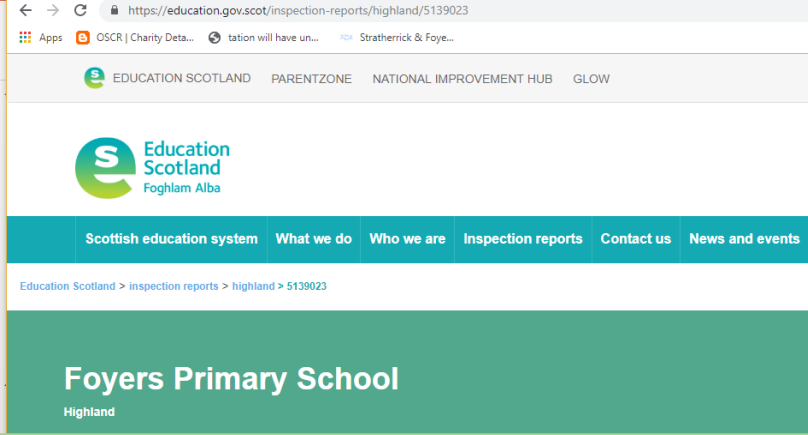 https://education.gov.scot/inspection-reports/highland/5139023
Apps OSCR | Charity Deta... tation will have un... Stratherrick & Foye...
EDUCATION SCOTLAND PARENTZONE NATIONAL IMPROVEMENT HUB GLOW
Education
Scotland
Foghlam Alba
Scottish education system What we do Who we are Inspection reports Contact us News and events
Education Scotland > inspection reports > highland > 5139023
Foyers Primary School
Highland